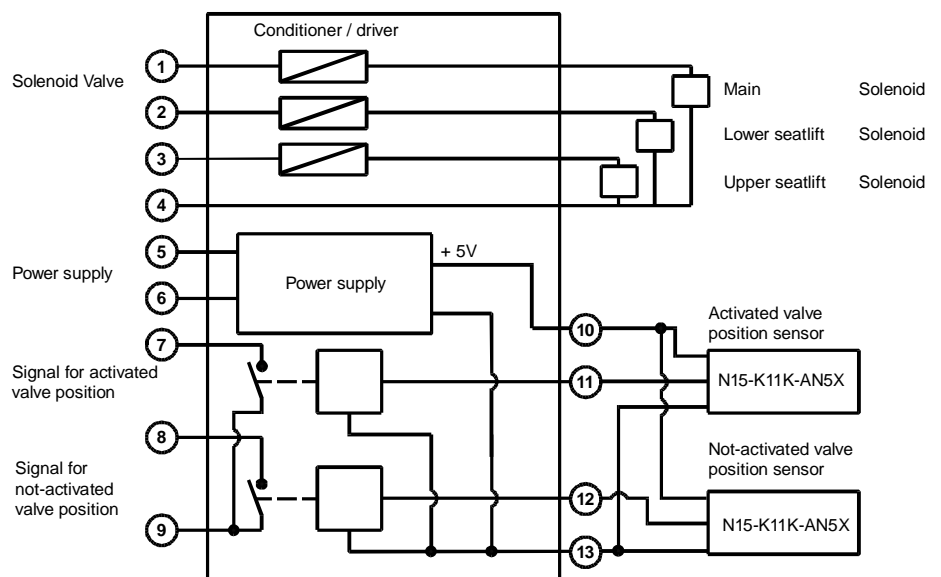 Conditioner / driver
Solenoid Valve
1
2
3
4
Main Solenoid
Lower seatlift Solenoid
Upper seatlift Solenoid
Power supply
5
6
Power supply
+ 5V
7
Signal for activated
valve position
8
Signal for
not-activated
valve position
9
10
11
12
13
Activated valve
position sensor
N15-K11K-AN5X
Not-activated valve
position sensor
N15-K11K-AN5X